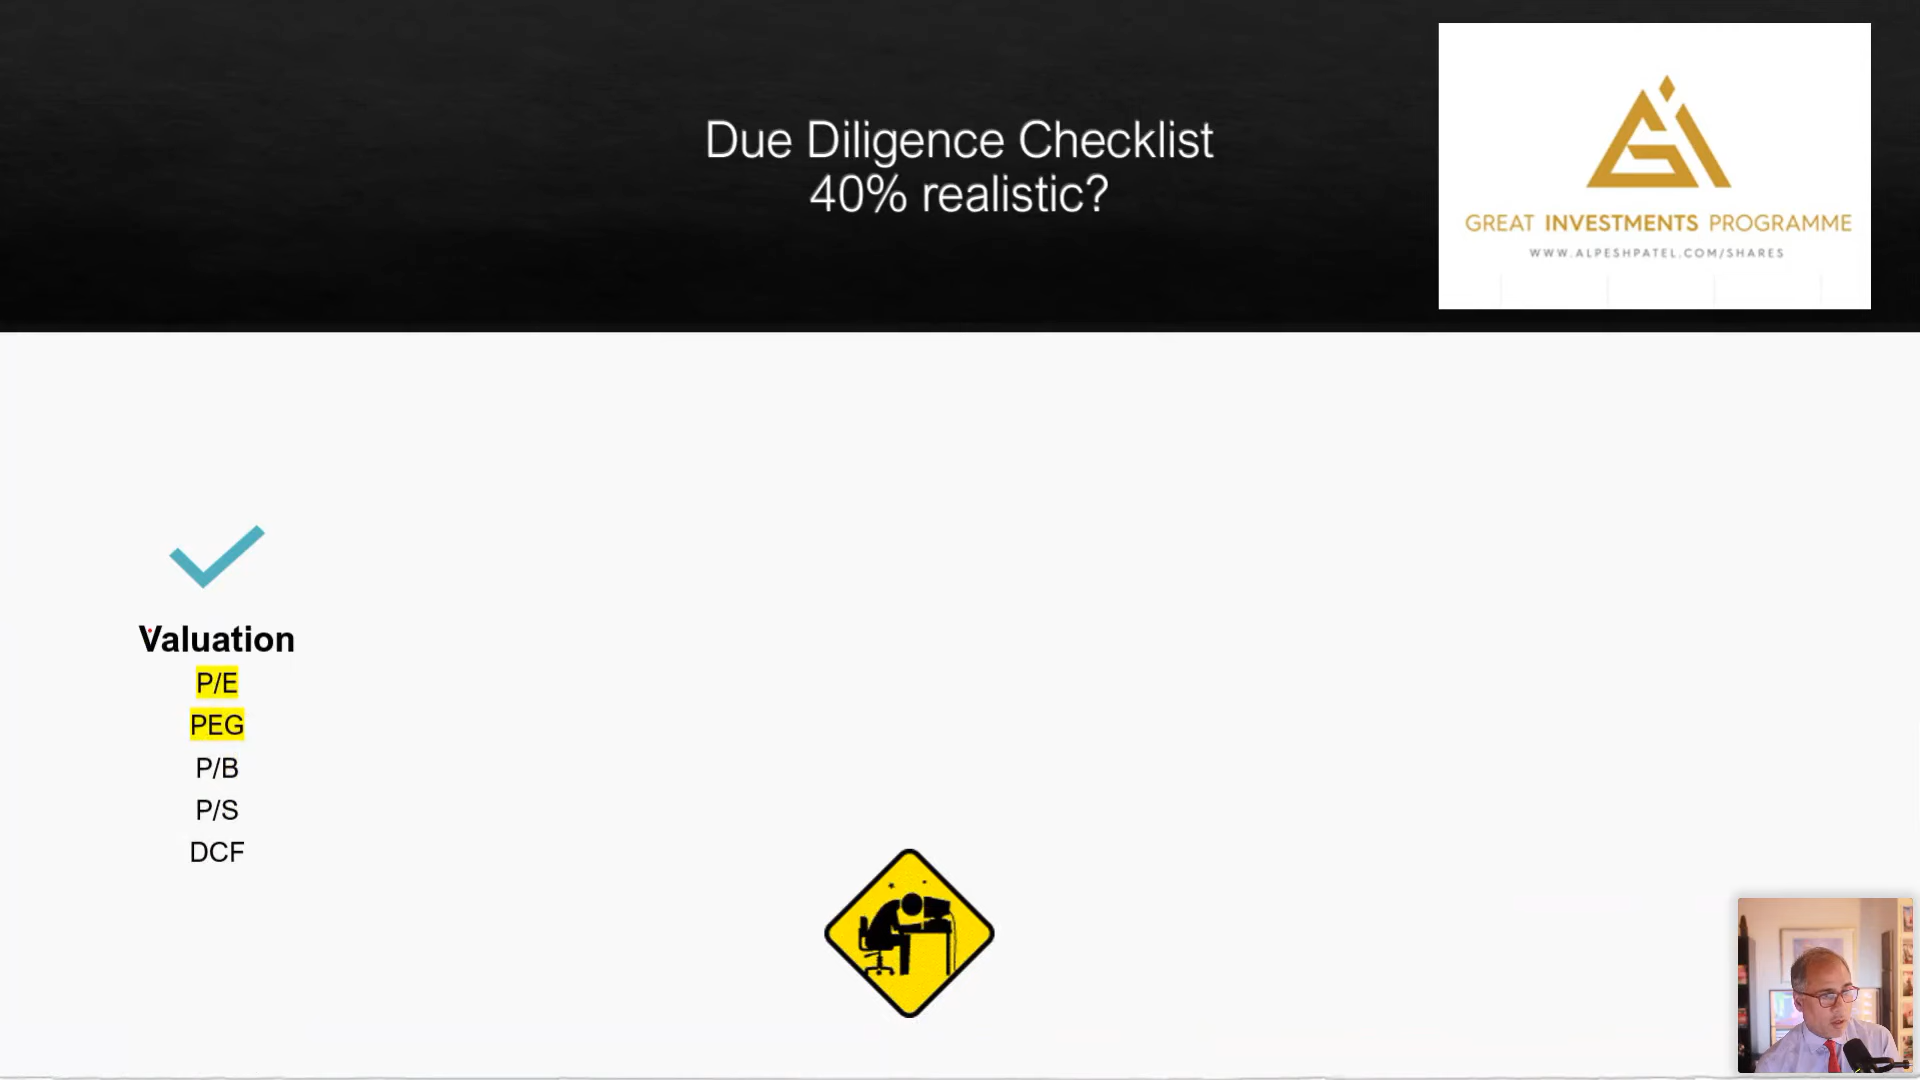 Due Diligence Checklist
40% realistic?
GREAT INVESTMENTS PROGRAMME
WWW.ALPESHPATEL.COM/SHARES
Valuation
P/E
PEG
P/B
P/S
DCF